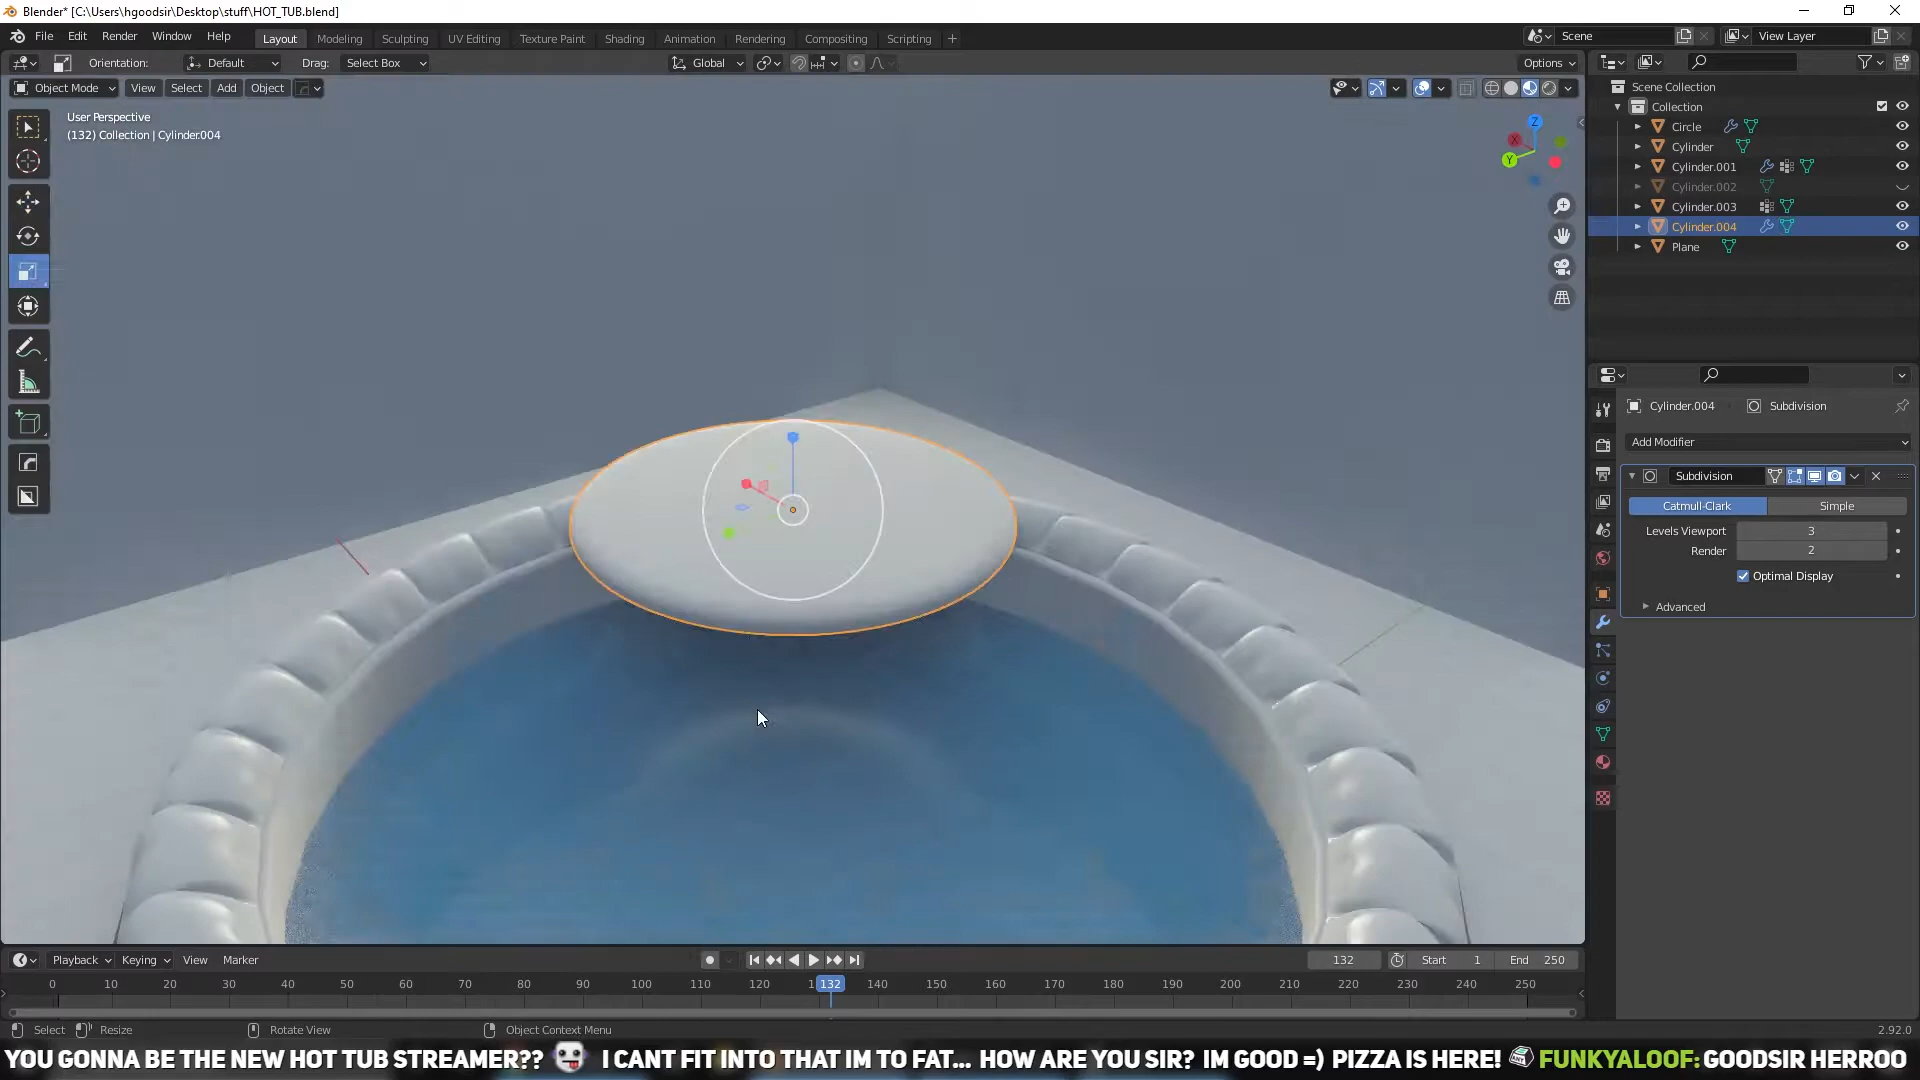 Blender* [C:\Users\hgoodsir\Desktop\stuff\HOT_TUB.blend]
File Edit Render Window Help Layout Modeling Sculpting UV Editing Texture Paint Shading Animation Rendering Compositing Scripting + Scene View Layer
Orientation: Default Drag: Select Box Global Options
Object Mode View Select Add Object
User Perspective
(132) Collection | Cylinder.004
Z
X
Y
Scene Collection
Collection
Circle
Cylinder
Cylinder.001
Cylinder.002
Cylinder.003
Cylinder.004
Plane
Cylinder.004 Subdivision
Add Modifier
Subdivision
Catmull-Clark Simple
Levels Viewport 3
Render 2
Optimal Display
Advanced
Playback Keying View Marker 132 Start 1 End 250
0 10 20 30 40 50 60 70 80 90 100 110 120 1 132 140 150 160 170 180 190 200 210 220 230 240 250
Select Resize Rotate View Object Context Menu 2.92.0
YOU GONNA BE THE NEW HOT TUB STREAMER?? I CANT FIT INTO THAT IM TO FAT... HOW ARE YOU SIR? IM GOOD =) PIZZA IS HERE! FUNKYALOOF: GOODSIR HERROO